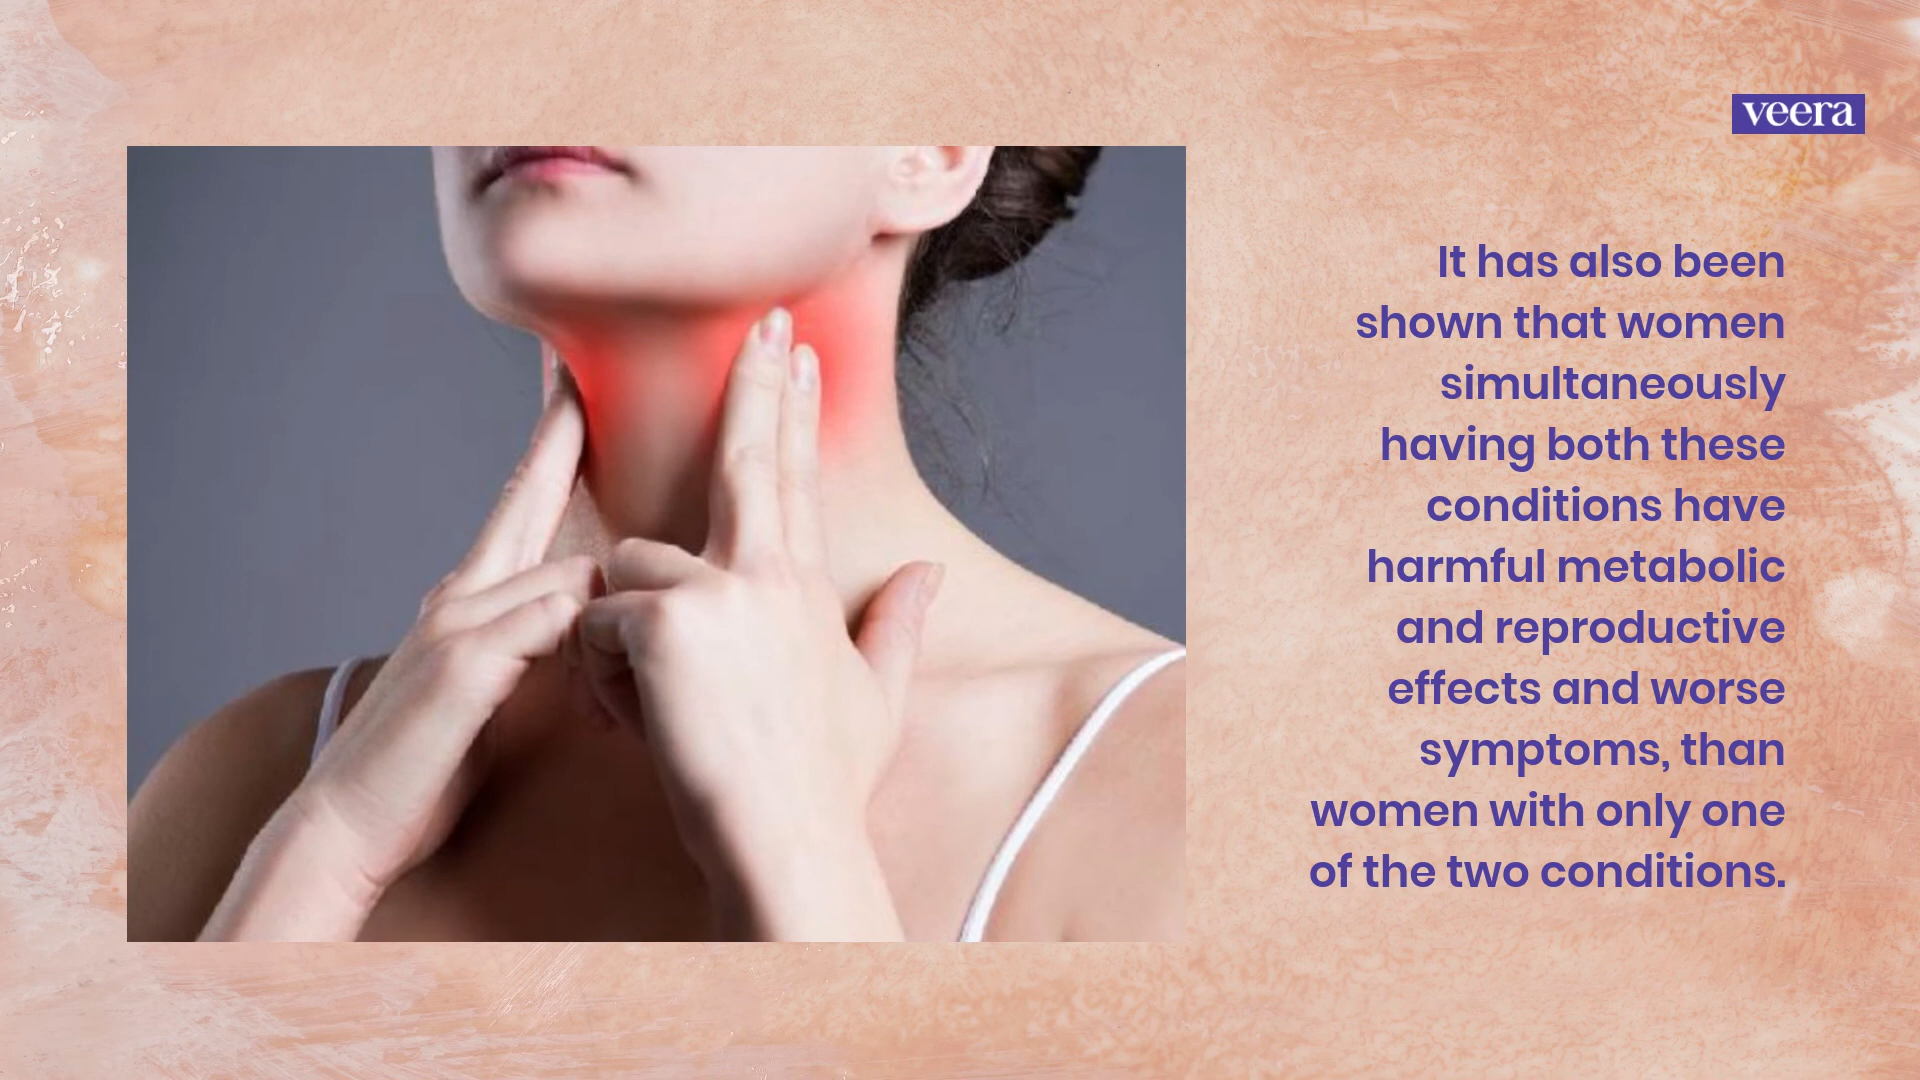 veera
It has also been
shown that women
simultaneously
having both these
conditions have
harmful metabolic
and reproductive
effects and worse
symptoms, than
women with only one
of the two conditions.